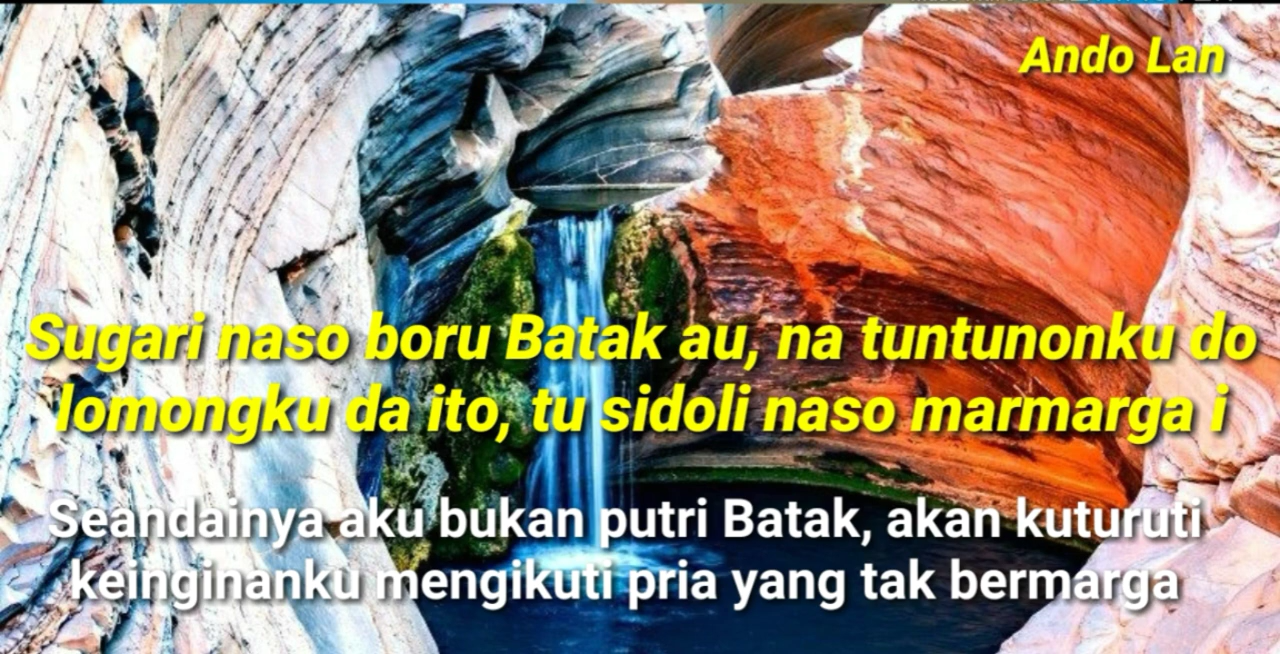 Ando Lan
Sugari naso boru Batak au, na tuntunonku do
lomongku da ito, tu sidoli naso marmarga i
Seandainya aku bukan putri Batak, akan kuturuti
keinginanku mengikuti pria yang tak bermarga